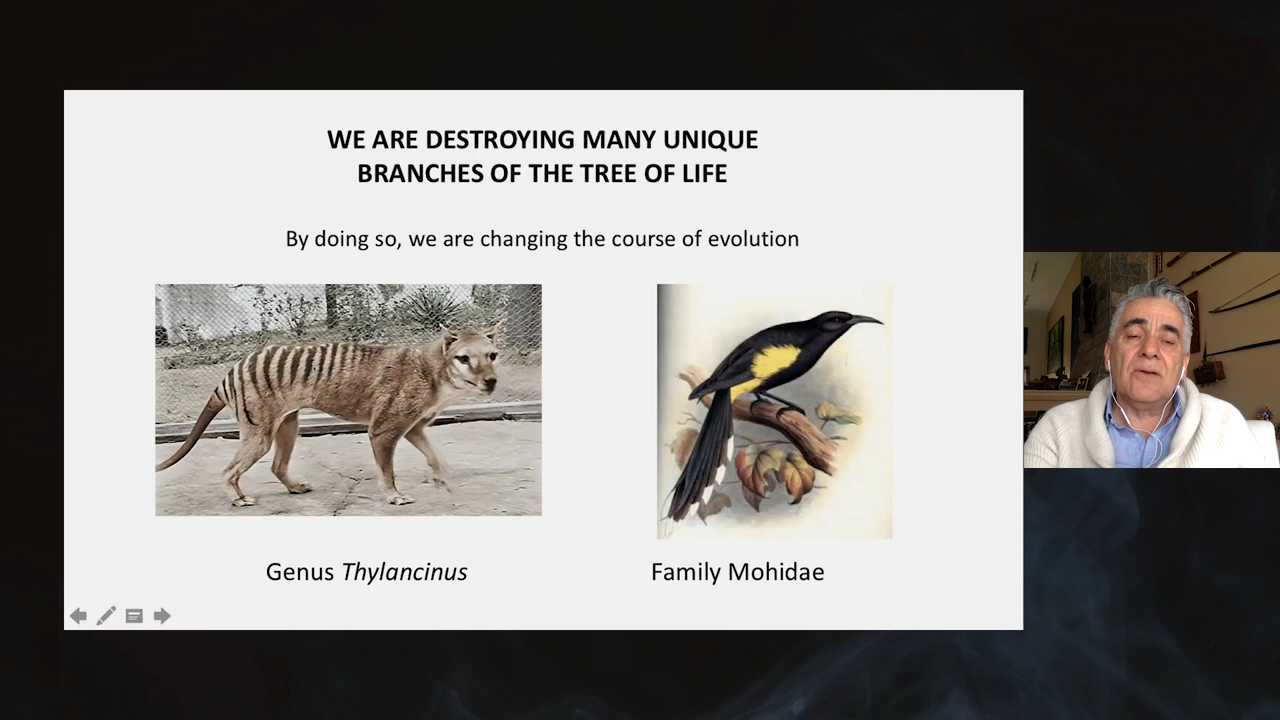 WE ARE DESTROYING MANY UNIQUE
BRANCHES OF THE TREE OF LIFE
By doing so, we are changing the course of evolution
Genus Thylancinus
Family Mohidae